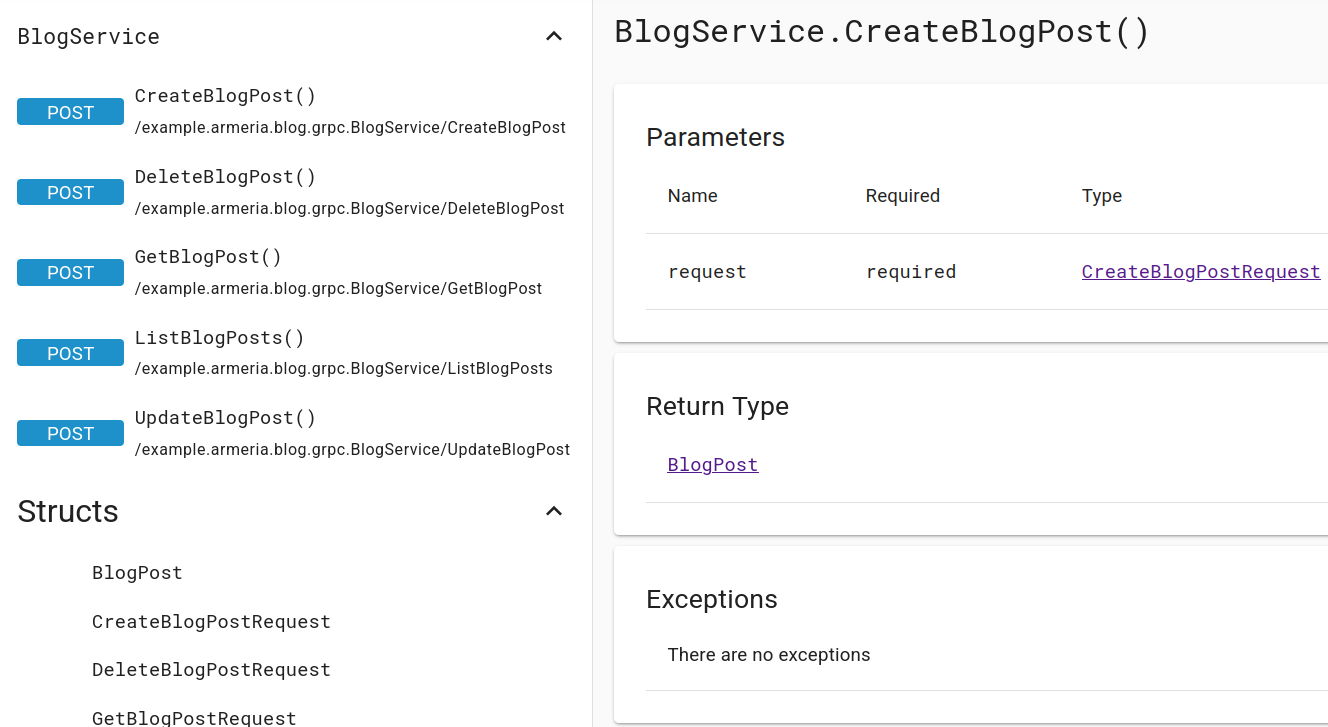 BlogService
POST
CreateBlogPost()
/example.armeria.blog.grpc.BlogService/CreateBlogPost
POST
DeleteBlogPost()
/example.armeria.blog.grpc.BlogService/DeleteBlogPost
POST
GetBlogPost()
/example.armeria.blog.grpc.BlogService/GetBlogPost
POST
ListBlogPosts()
/example.armeria.blog.grpc.BlogService/ListBlogPosts
POST
UpdateBlogPost()
/example.armeria.blog.grpc.BlogService/UpdateBlogPost
Structs
BlogPost
CreateBlogPostRequest
DeleteBlogPostRequest
GetBlogPostRequest
BlogService.CreateBlogPost()
Parameters
Name Required Type
request required CreateBlogPostRequest
Return Type
BlogPost
Exceptions
There are no exceptions